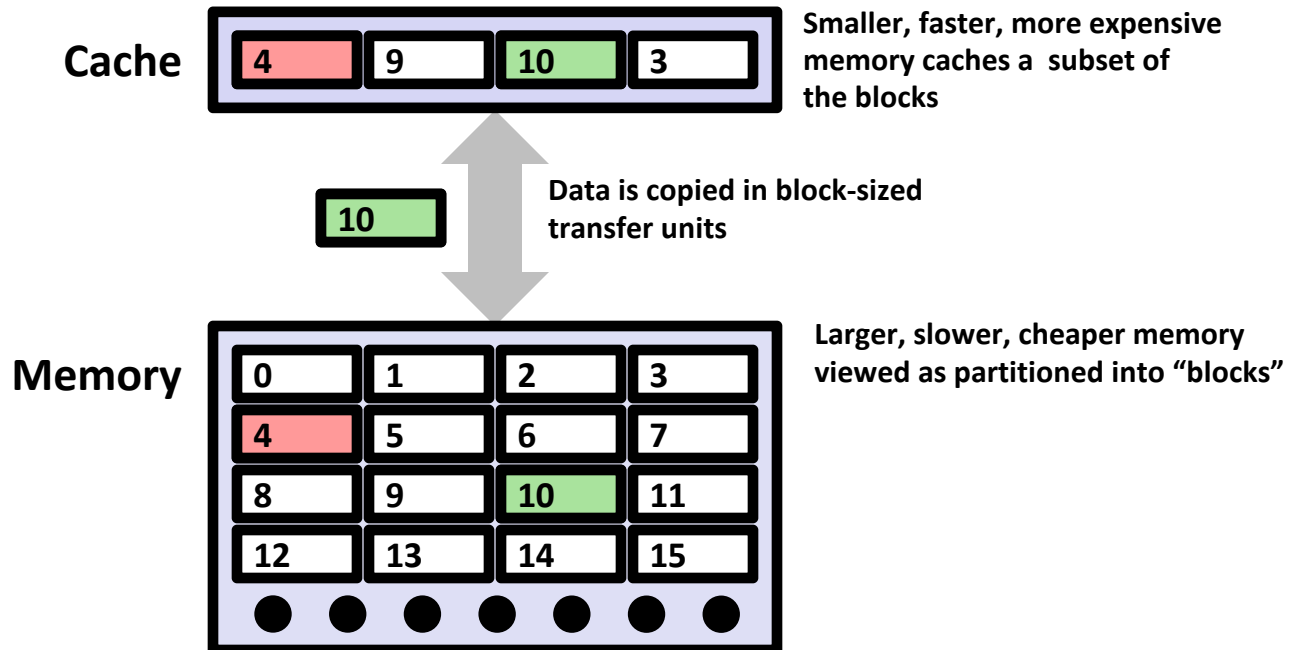 Cache
4 9 10 3
Smaller, faster, more expensive
memory caches a subset of
the blocks
10
Data is copied in block-sized
transfer units
Memory
0 1 2 3
4 5 6 7
8 9 10 11
12 13 14 15
Larger, slower, cheaper memory
viewed as partitioned into “blocks”